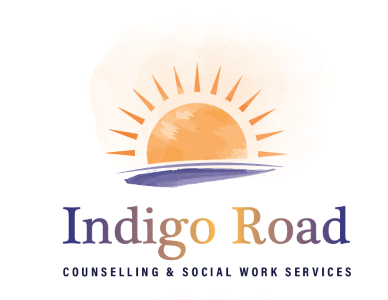 Indigo Road
COUNSELLING & SOCIAL WORK SERVICES